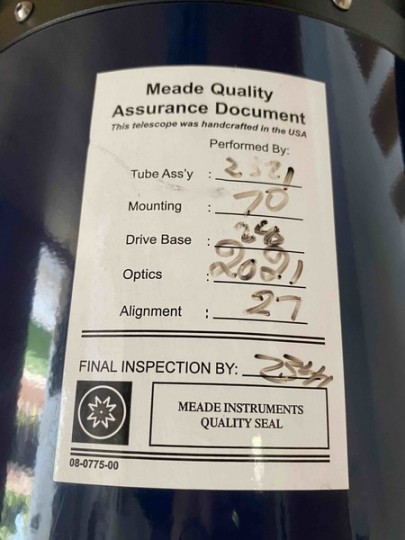 Meade Quality
Assurance Document
This telescope was handcrafted in the USA
Performed By:
Tube Ass'y : 2321
Mounting : 70
Drive Base :
Optics : 2021
Alignment : 27
FINAL INSPECTION BY:
MEADE INSTRUMENTS
QUALITY SEAL
08-0775-00